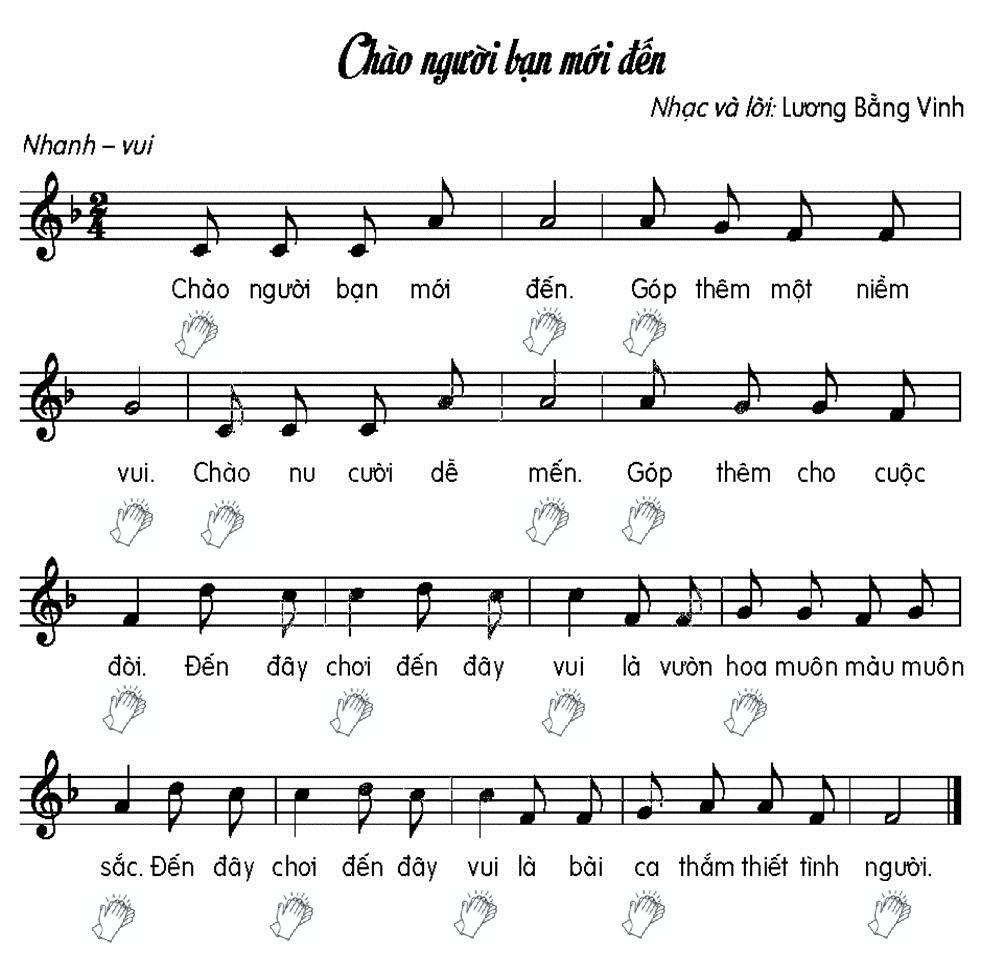 Chào người bạn mới đến
Nhạc và lời: Lương Bằng Vinh
Nhanh – vui
2
4
Chào người bạn mới đến. Góp thêm một niềm
vui. Chào nu cười dễ mến. Góp thêm cho cuộc
đòi. Đến đây chơi đến đây vui là vườn hoa muôn màu muôn
sắc. Đến đây chơi đến đây vui là bài ca thắm thiết tình người.